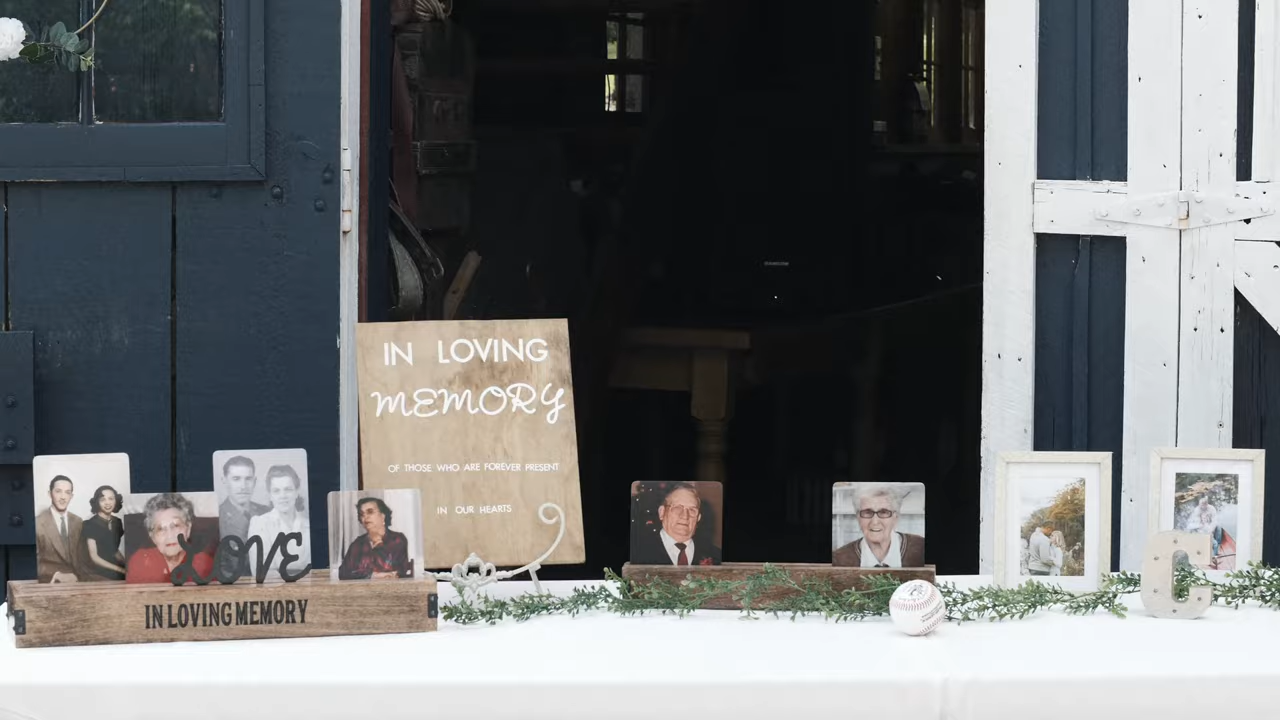 IN LOVING
MEMORY
OF THOSE WHO ARE FOREVER PRESENT
IN OUR HEARTS
LOVE
IN LOVING MEMORY
C